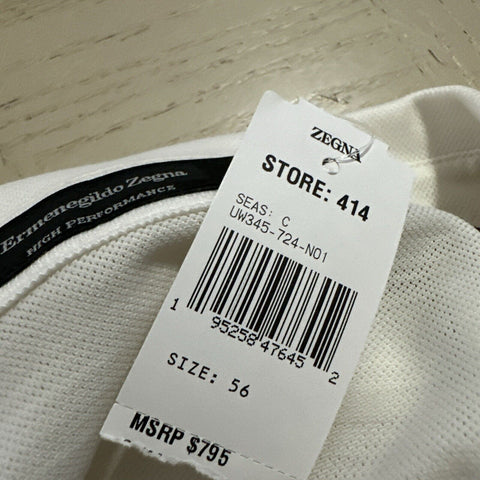 Ermenegildo Zegna
HIGH PERFORMANCE
ZEGNA
STORE: 414
SEAS: C
UW345-724-N01
1 95258 47645 2
SIZE: 56
MSRP $795